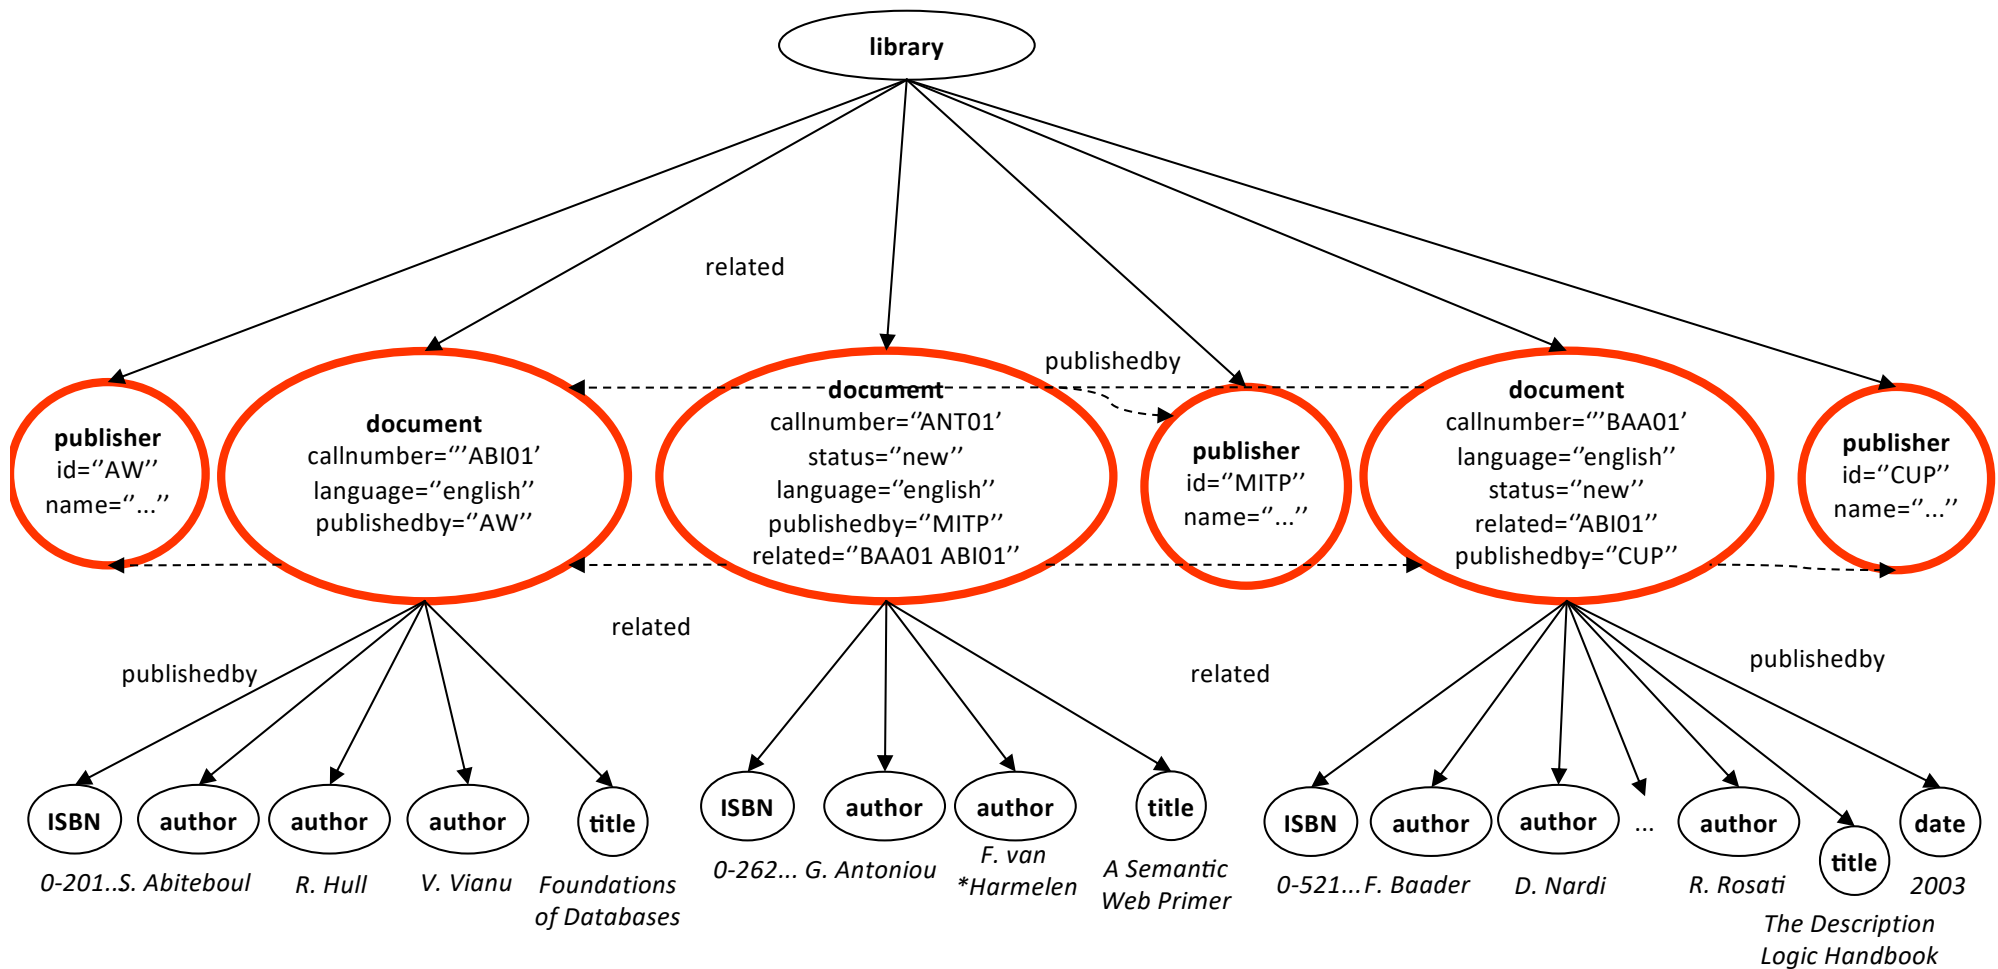 library
related
publishedby
publisher
id=‘‘AW’’
name=‘‘...’’
document
callnumber=‘‘’ABI01’
language=‘‘english’’
publishedby=‘‘AW’’
document
callnumber=‘‘ANT01’
status=‘‘new’’
language=‘‘english’’
publishedby=‘‘MITP’’
related=‘‘BAA01 ABI01’’
publisher
id=‘‘MITP’’
name=‘‘...’’
document
callnumber=‘‘’BAA01’
language=‘‘english’’
status=‘‘new’’
related=‘‘ABI01’’
publishedby=‘‘CUP’’
publisher
id=‘‘CUP’’
name=‘‘...’’
publishedby
related
related
publishedby
ISBN
author
author
author
title
0-201...
S. Abiteboul
R. Hull
V. Vianu
Foundations
of Databases
ISBN
author
author
title
0-262...
G. Antoniou
F. van
*Harmelen
A Semantic
Web Primer
ISBN
author
author
...
author
title
date
0-521...
F. Baader
D. Nardi
R. Rosati
The Description
Logic Handbook
2003